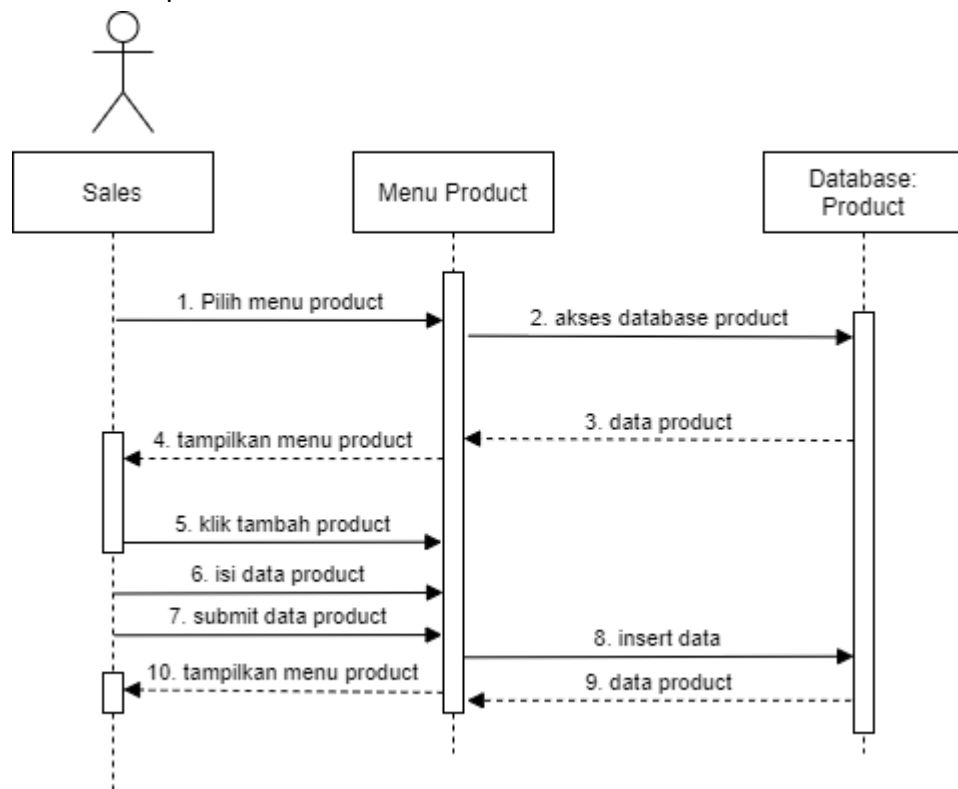 Sales
Menu Product
Database:
Product
1. Pilih menu product
2. akses database product
3. data product
4. tampilkan menu product
5. klik tambah product
6. isi data product
7. submit data product
8. insert data
9. data product
10. tampilkan menu product